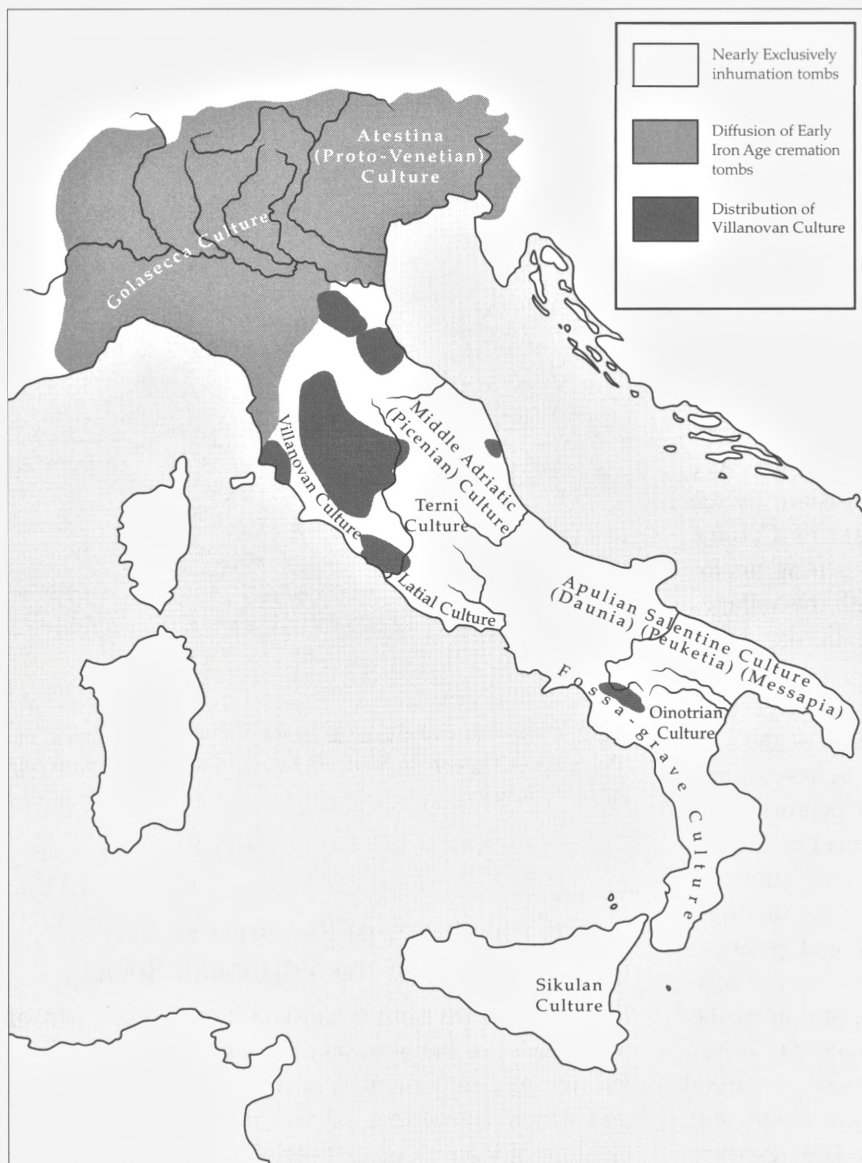 Nearly Exclusively
inhumation tombs
Diffusion of Early
Iron Age cremation
tombs
Distribution of
Villanovan Culture
Atestina
(Proto-Venetian)
Culture
Golasecca Culture
Villanovan Culture
Middle Adriatic
(Picenian) Culture
Terni
Culture
Latial Culture
Apulian Salentine Culture
(Daunia) (Peuketia) (Messapia)
Fossa-grave Culture
Oinotrian
Culture
Sikulan
Culture